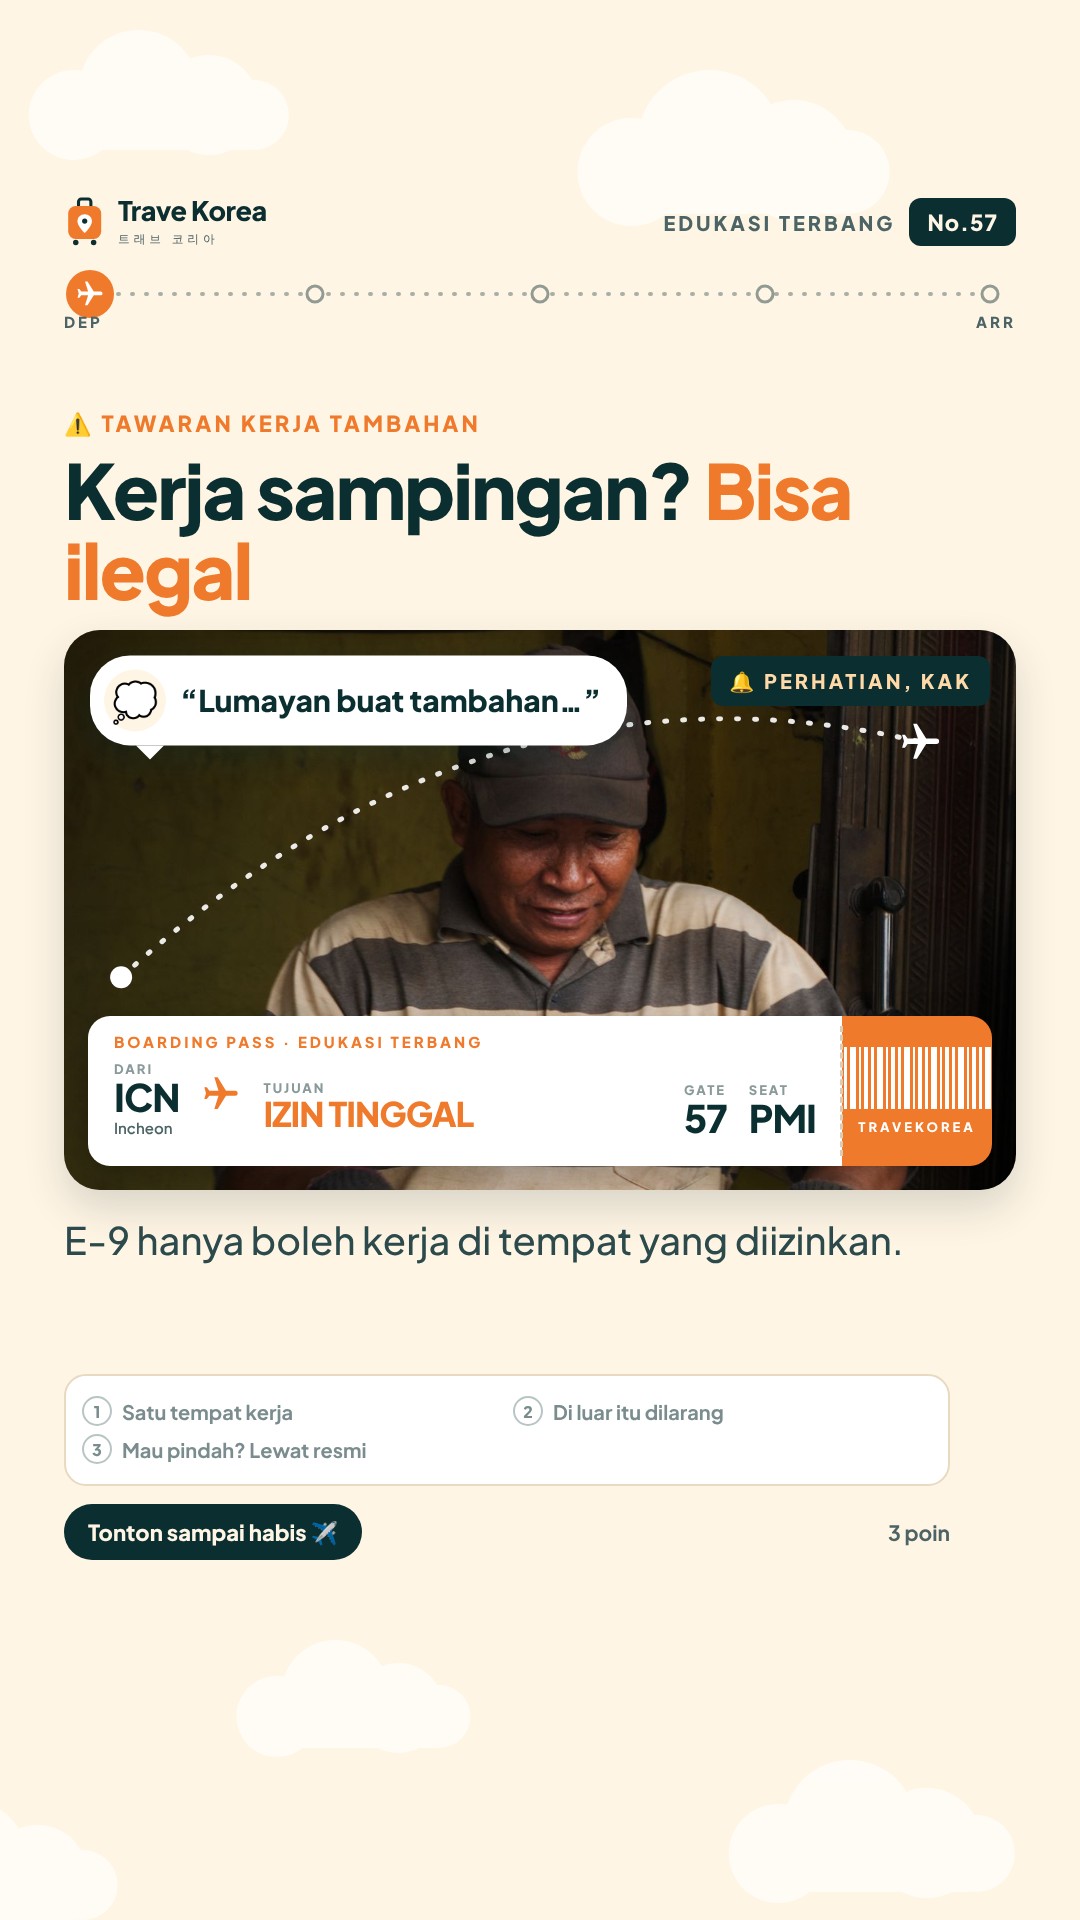 Trave Korea
트래브 코리아
EDUKASI TERBANG
No.57
DEP
ARR
⚠️ TAWARAN KERJA TAMBAHAN
Kerja sampingan? Bisa
ilegal
“Lumayan buat tambahan…”
🔔 PERHATIAN, KAK
BOARDING PASS · EDUKASI TERBANG
DARI
ICN
Incheon
TUJUAN
IZIN TINGGAL
GATE
57
SEAT
PMI
TRAVEKOREA
E-9 hanya boleh kerja di tempat yang diizinkan.
1 Satu tempat kerja
2 Di luar itu dilarang
3 Mau pindah? Lewat resmi
Tonton sampai habis ✈️
3 poin